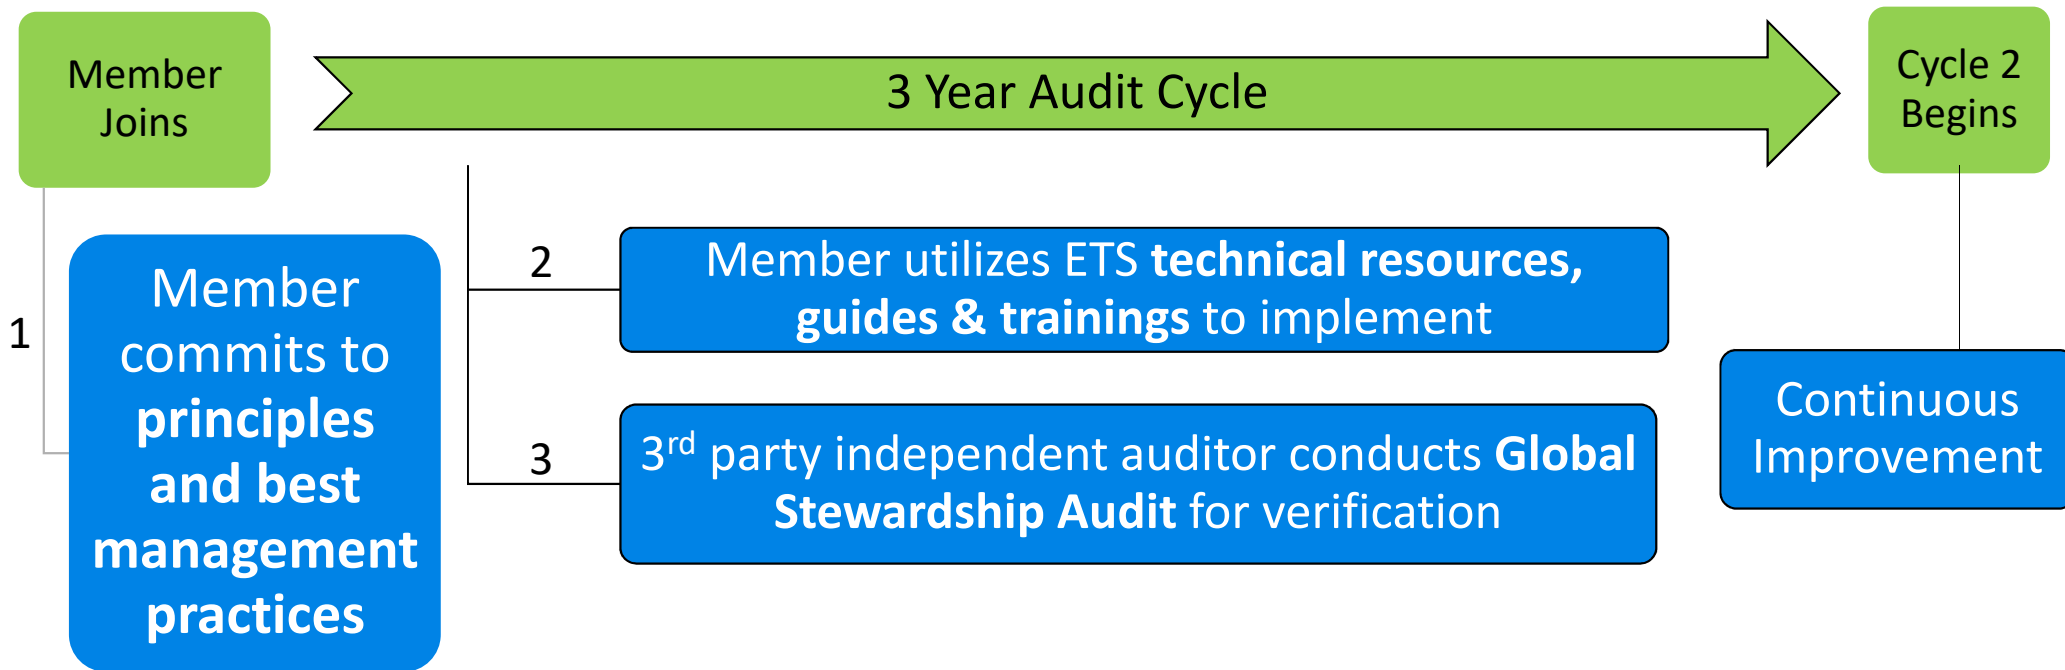 Member
Joins
3 Year Audit Cycle
Cycle 2
Begins
1
Member
commits to
principles
and best
management
practices
2
Member utilizes ETS technical resources,
guides & trainings to implement
3
3rd party independent auditor conducts Global
Stewardship Audit for verification
Continuous
Improvement